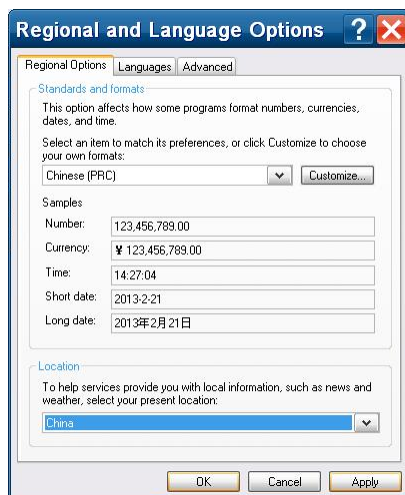 Regional and Language Options
Regional Options Languages Advanced
Standards and formats
This option affects how some programs format numbers, currencies,
dates, and time.
Select an item to match its preferences, or click Customize to choose
your own formats:
Chinese (PRC) Customize...
Samples
Number: 123,456,789.00
Currency: ¥ 123,456,789.00
Time: 14:27:04
Short date: 2013-2-21
Long date: 2013年2月21日
Location
To help services provide you with local information, such as news and
weather, select your present location:
China
OK Cancel Apply